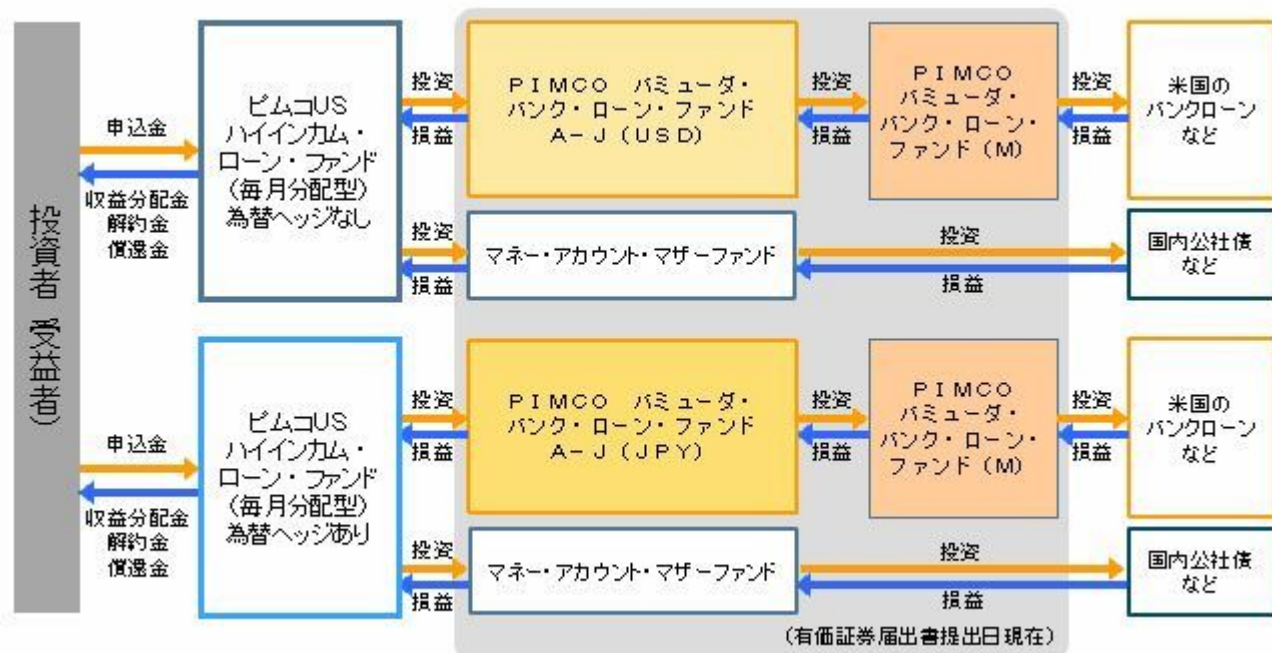 投資者（受益者）
申込金
収益分配金
解約金
償還金
ピムコUS
ハイインカム・
ローン・ファンド
（毎月分配型）
為替ヘッジなし
投資
損益
ＰＩＭＣＯ　バミューダ・
バンク・ローン・ファンド
Ａ－Ｊ（ＵＳＤ）
投資
損益
ＰＩＭＣＯ
バミューダ・
バンク・ローン・
ファンド（Ｍ）
投資
損益
米国の
バンクローン
など
投資
損益
マネー・アカウント・マザーファンド
投資
損益
国内公社債
など
申込金
収益分配金
解約金
償還金
ピムコUS
ハイインカム・
ローン・ファンド
（毎月分配型）
為替ヘッジあり
投資
損益
ＰＩＭＣＯ　バミューダ・
バンク・ローン・ファンド
Ａ－Ｊ（ＪＰＹ）
投資
損益
ＰＩＭＣＯ
バミューダ・
バンク・ローン・
ファンド（Ｍ）
投資
損益
米国の
バンクローン
など
投資
損益
マネー・アカウント・マザーファンド
投資
損益
国内公社債
など
（有価証券届出書提出日現在）